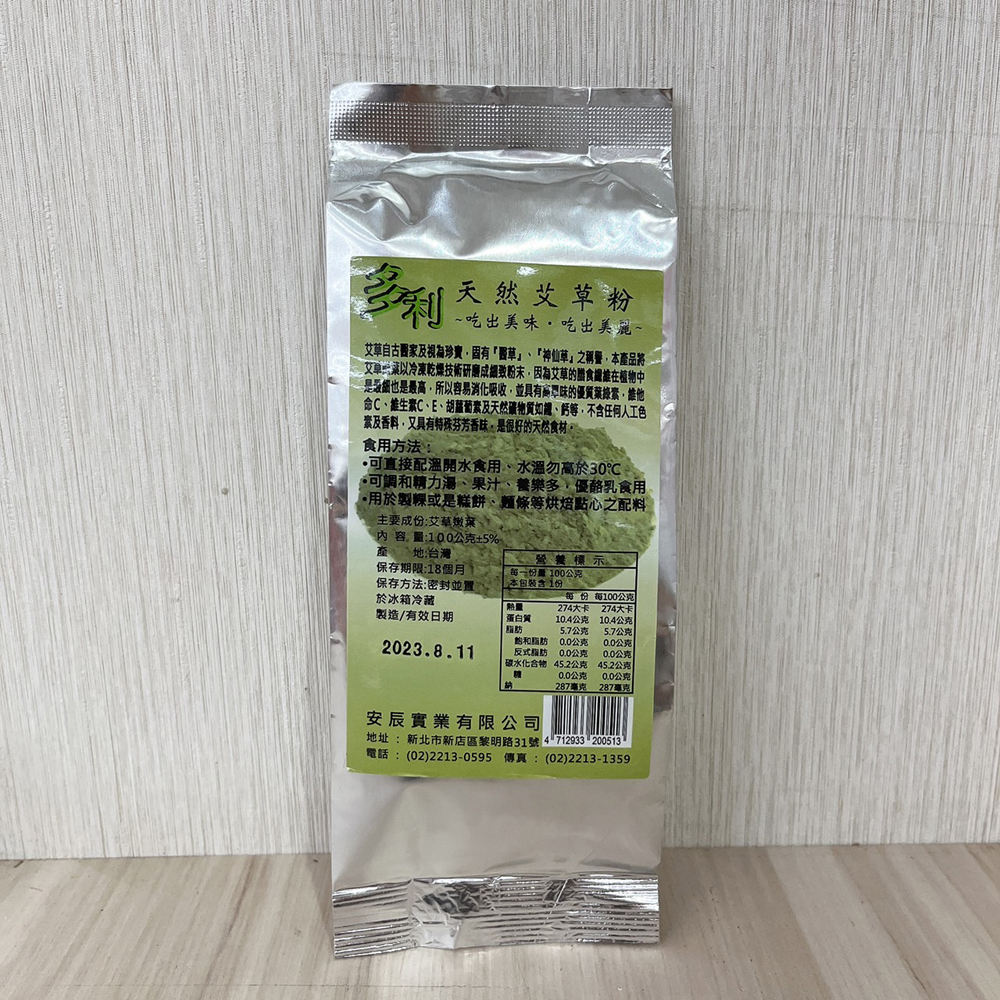 多利 天然艾草粉
~吃出美味·吃出美麗~
艾草自古醫家及視為珍寶,固有『醫草』、『神仙草』之稱譽,本產品將
艾草嫩葉以冷凍乾燥技術研磨成細致粉末,因為艾草的膳食纖維在植物中
是最細也是最高,所以容易消化吸收,並具有高單味的優質葉綠素,維他
命C、維生素C、E、胡蘿蔔素及天然礦物質如鐵、鈣等,不含任何人工色
素及香料,又具有特殊芬芳香味,是很好的天然食材。
食用方法:
•可直接配溫開水食用、水溫勿高於30℃
•可調和精力湯、果汁、養樂多,優酪乳食用
•用於製粿或是糕餅、麵條等烘焙點心之配料
主要成份:艾草嫩葉
內容量:100公克±5%
產 地:台灣
保存期限:18個月
保存方法:密封並置
於冰箱冷藏
製造/有效日期
2023.8.11
營養標示
每一份量 100公克
本包裝含 1份
每份 每100公克
熱量 274大卡 274大卡
蛋白質 10.4公克 10.4公克
脂肪 5.7公克 5.7公克
飽和脂肪 0.0公克 0.0公克
反式脂肪 0.0公克 0.0公克
碳水化合物 45.2公克 45.2公克
糖 0.0公克 0.0公克
鈉 287毫克 287毫克
4 712933 200513
安辰實業有限公司
地址:新北市新店區黎明路31號
電話:(02)2213-0595 傳真:(02)2213-1359